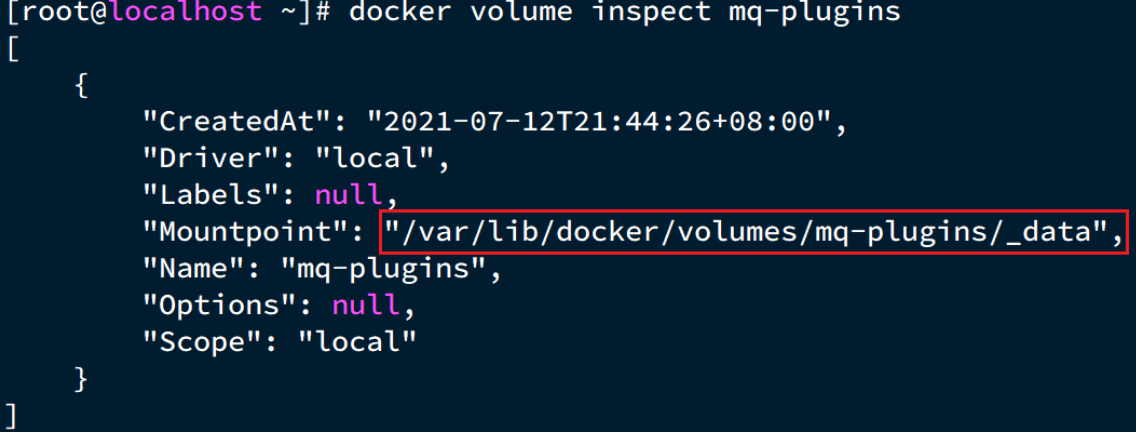 [root@localhost ~]# docker volume inspect mq-plugins
[
    {
        "CreatedAt": "2021-07-12T21:44:26+08:00",
        "Driver": "local",
        "Labels": null,
        "Mountpoint": "/var/lib/docker/volumes/mq-plugins/_data",
        "Name": "mq-plugins",
        "Options": null,
        "Scope": "local"
    }
]